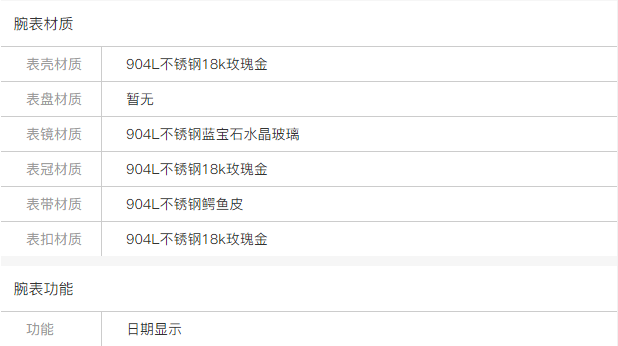 腕表材质
表壳材质 904L不锈钢18k玫瑰金
表盘材质 暂无
表镜材质 904L不锈钢蓝宝石水晶玻璃
表冠材质 904L不锈钢18k玫瑰金
表带材质 904L不锈钢鳄鱼皮
表扣材质 904L不锈钢18k玫瑰金
腕表功能
功能 日期显示